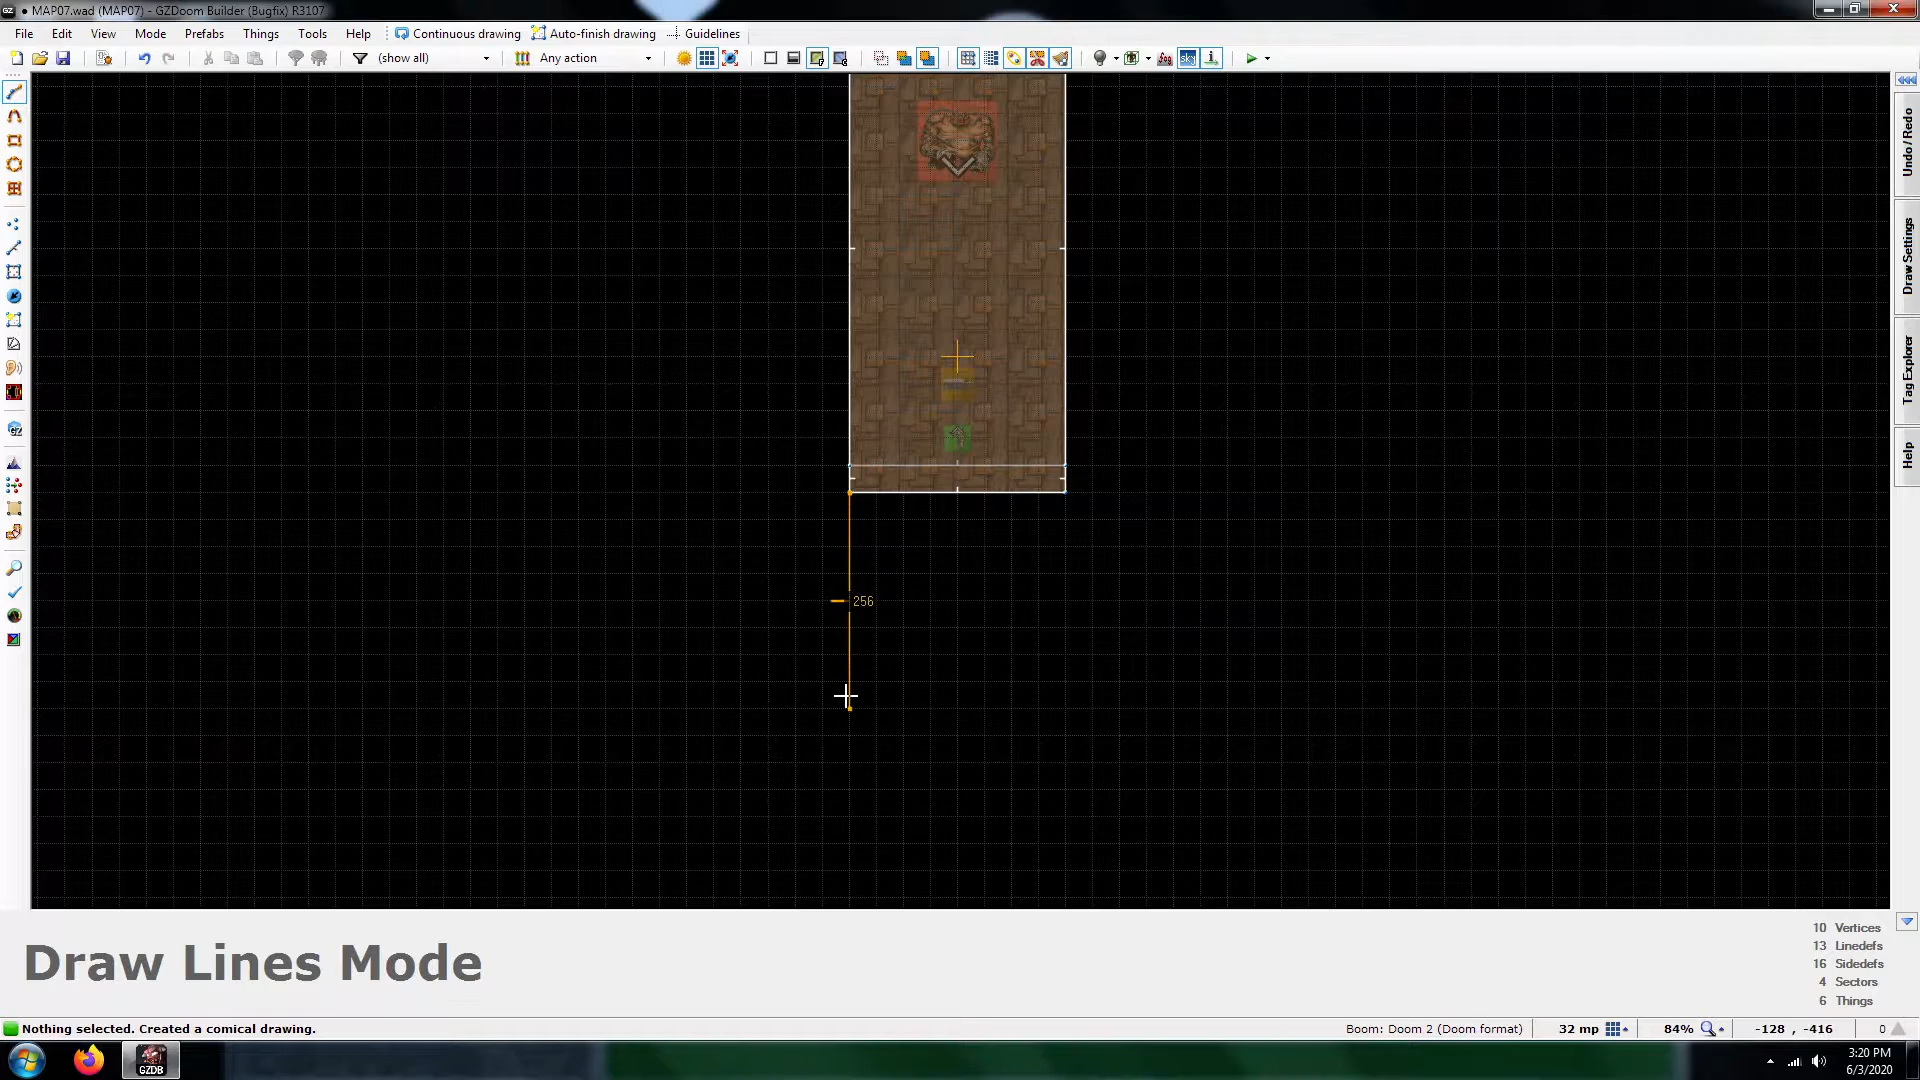 MAP07.wad (MAP07) - GZDoom Builder (Bugfix) R3107
File Edit View Mode Prefabs Things Tools Help Continuous drawing Auto-finish drawing Guidelines
(show all) Any action
Undo / Redo
Draw Settings
Tag Explorer
Help
256
Draw Lines Mode
10 Vertices
13 Linedefs
16 Sidedefs
4 Sectors
6 Things
Nothing selected. Created a comical drawing.
Boom: Doom 2 (Doom format) 32 mp 84% -128 , -416 0
GZDB
3:20 PM
6/3/2020